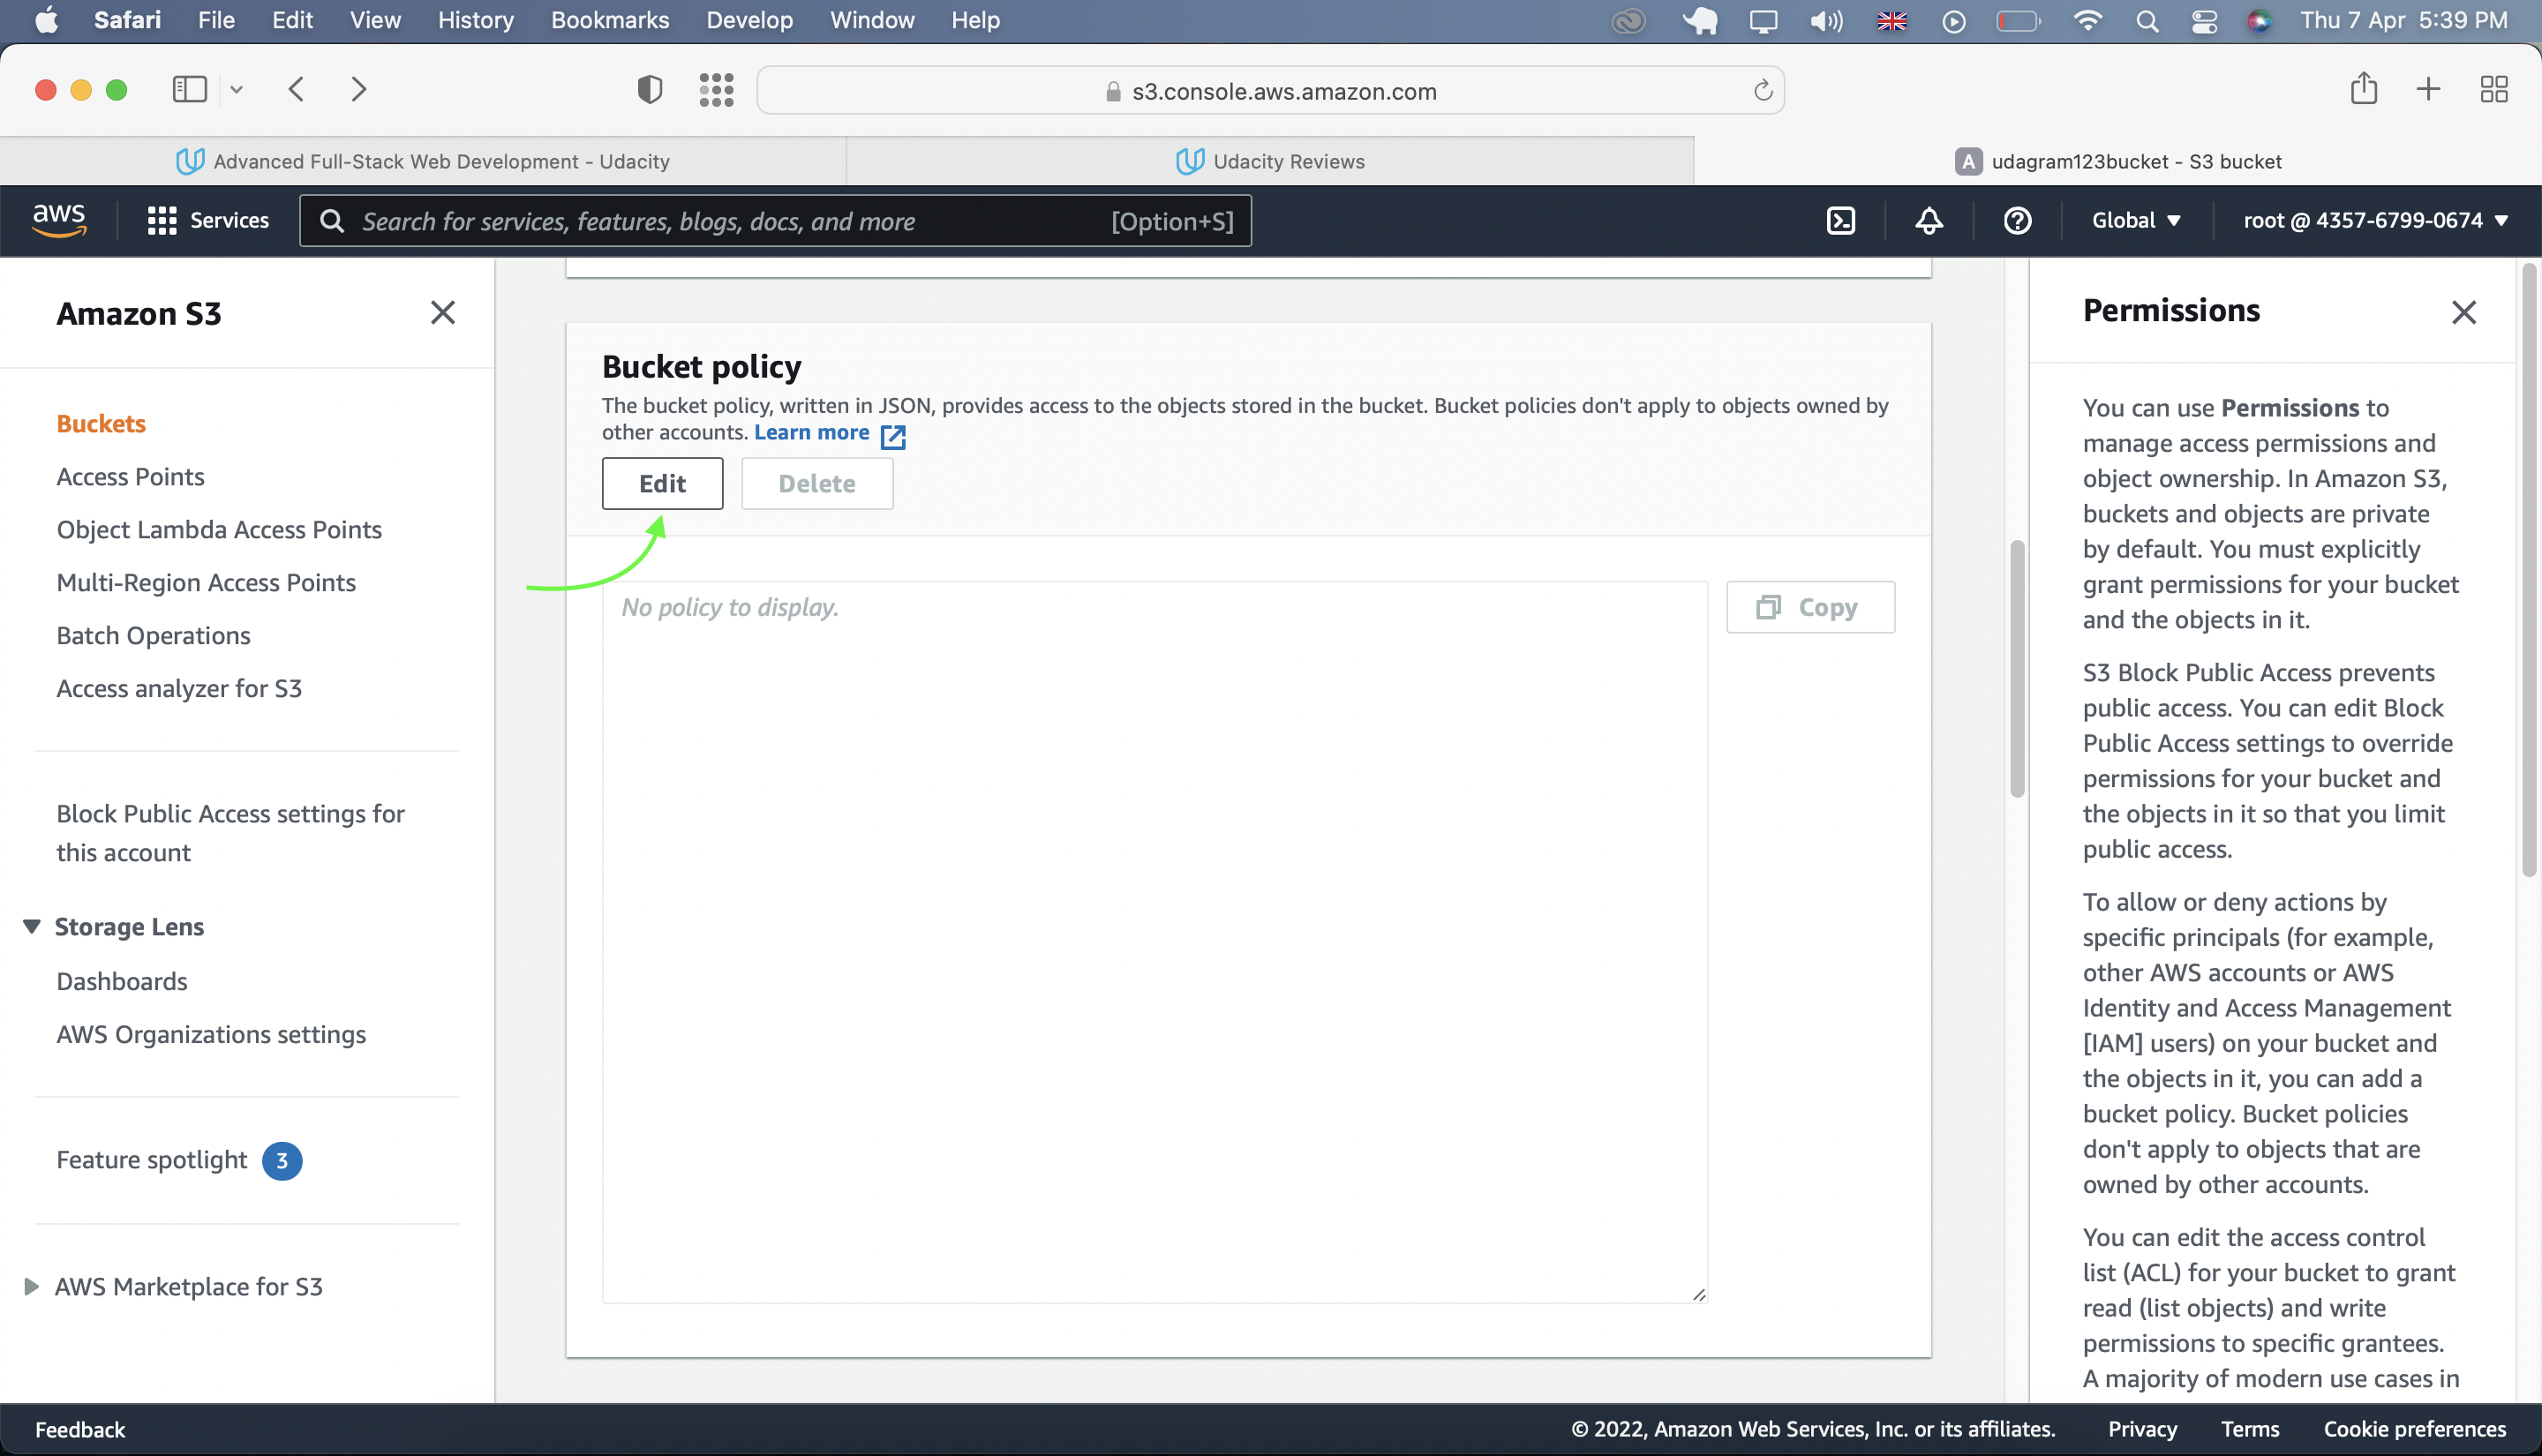 Safari File Edit View History Bookmarks Develop Window Help Thu 7 Apr 5:39 PM
s3.console.aws.amazon.com
Advanced Full-Stack Web Development - Udacity
Udacity Reviews
A udagram123bucket - S3 bucket
aws Services Search for services, features, blogs, docs, and more [Option+S] Global root @ 4357-6799-0674
Amazon S3
Buckets
Access Points
Object Lambda Access Points
Multi-Region Access Points
Batch Operations
Access analyzer for S3
Block Public Access settings for
this account
Storage Lens
Dashboards
AWS Organizations settings
Feature spotlight 3
AWS Marketplace for S3
Bucket policy
The bucket policy, written in JSON, provides access to the objects stored in the bucket. Bucket policies don't apply to objects owned by
other accounts. Learn more
Edit Delete
No policy to display.
Copy
Permissions
You can use Permissions to
manage access permissions and
object ownership. In Amazon S3,
buckets and objects are private
by default. You must explicitly
grant permissions for your bucket
and the objects in it.
S3 Block Public Access prevents
public access. You can edit Block
Public Access settings to override
permissions for your bucket and
the objects in it so that you limit
public access.
To allow or deny actions by
specific principals (for example,
other AWS accounts or AWS
Identity and Access Management
[IAM] users) on your bucket and
the objects in it, you can add a
bucket policy. Bucket policies
don't apply to objects that are
owned by other accounts.
You can edit the access control
list (ACL) for your bucket to grant
read (list objects) and write
permissions to specific grantees.
A majority of modern use cases in
Feedback © 2022, Amazon Web Services, Inc. or its affiliates. Privacy Terms Cookie preferences